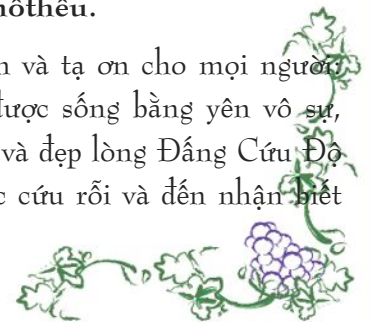 nôthêu.
n và tạ ơn cho mọi người:
được sống bằng yên vô sự,
và đẹp lòng Đấng Cứu Độ
c cứu rỗi và đến nhận biết